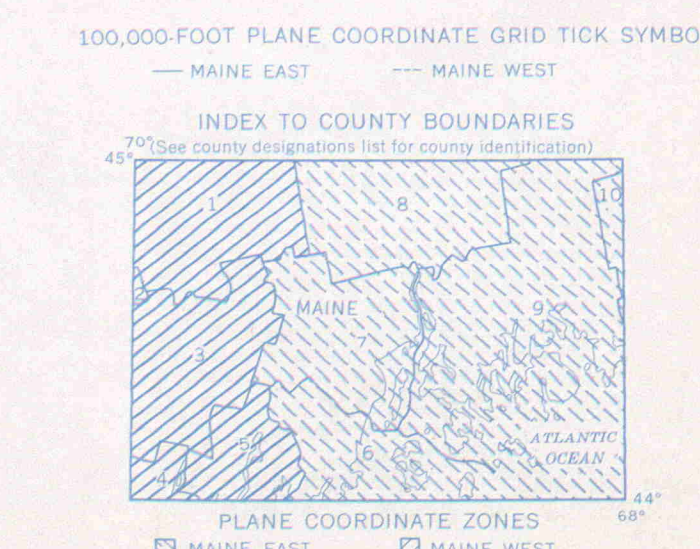 100,000-FOOT PLANE COORDINATE GRID TICK SYMBO
MAINE EAST MAINE WEST
INDEX TO COUNTY BOUNDARIES
70° (See county designations list for county identification)
45°
1 8 10
2
MAINE 9
7
3
5 6 ATLANTIC
OCEAN
4
44°
PLANE COORDINATE ZONES 68°
MAINE EAST MAINE WEST